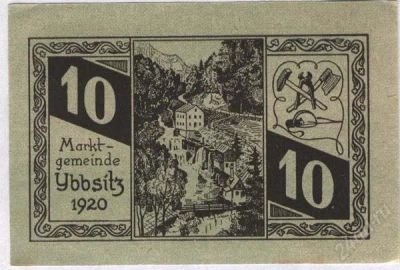 10
Markt-
gemeinde
Ybbsitz
1920
10